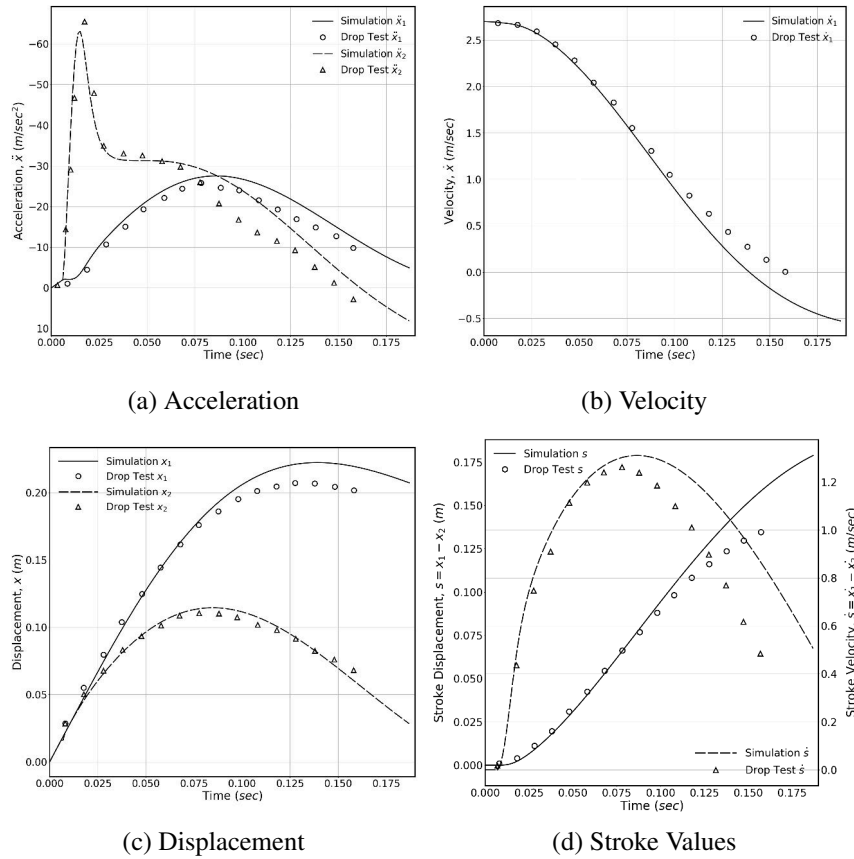 Simulation ẍ₁
Drop Test ẍ₁
Simulation ẍ₂
Drop Test ẍ₂
−60
−50
−40
−30
−20
−10
0
10
Acceleration, ẍ (m/sec²)
0.000 0.025 0.050 0.075 0.100 0.125 0.150 0.175
Time (sec)
(a) Acceleration
Simulation ẋ₁
Drop Test ẋ₁
2.5
2.0
1.5
1.0
0.5
0.0
−0.5
Velocity, ẋ (m/sec)
0.000 0.025 0.050 0.075 0.100 0.125 0.150 0.175
Time (sec)
(b) Velocity
Simulation x₁
Drop Test x₁
Simulation x₂
Drop Test x₂
0.20
0.15
0.10
0.05
0.00
Displacement, x (m)
0.000 0.025 0.050 0.075 0.100 0.125 0.150 0.175
Time (sec)
(c) Displacement
Simulation s
Drop Test s
0.175
0.150
0.125
0.100
0.075
0.050
0.025
0.000
Stroke Displacement, s = x₁ − x₂ (m)
1.2
1.0
0.8
0.6
0.4
0.2
0.0
Stroke Velocity, ṡ = ẋ₁ − ẋ₂ (m/sec)
Simulation ṡ
Drop Test ṡ
0.000 0.025 0.050 0.075 0.100 0.125 0.150 0.175
Time (sec)
(d) Stroke Values